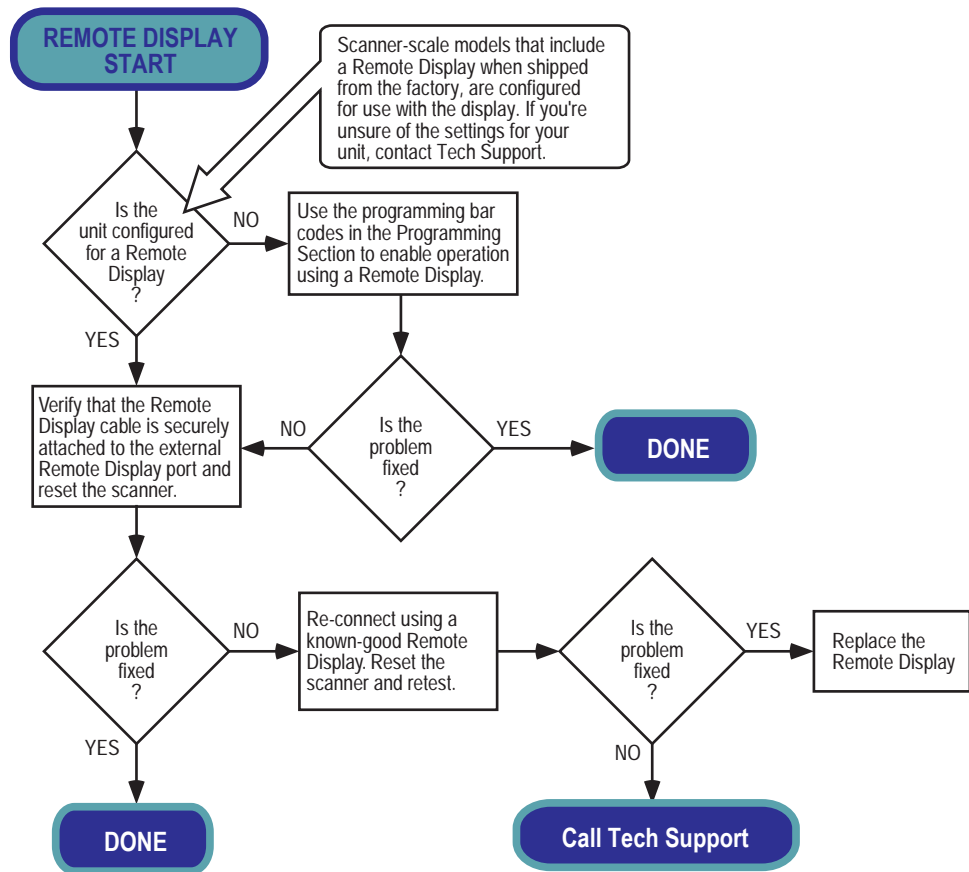 REMOTE DISPLAY
START
Scanner-scale models that include
a Remote Display when shipped
from the factory, are configured
for use with the display. If you're
unsure of the settings for your
unit, contact Tech Support.
Is the
unit configured
for a Remote
Display
?
NO
Use the programming bar
codes in the Programming
Section to enable operation
using a Remote Display.
YES
Verify that the Remote
Display cable is securely
attached to the external
Remote Display port and
reset the scanner.
NO
Is the
problem
fixed
?
YES
DONE
Is the
problem
fixed
?
NO
Re-connect using a
known-good Remote
Display. Reset the
scanner and retest.
Is the
problem
fixed
?
YES
Replace the
Remote Display
YES
NO
DONE
Call Tech Support